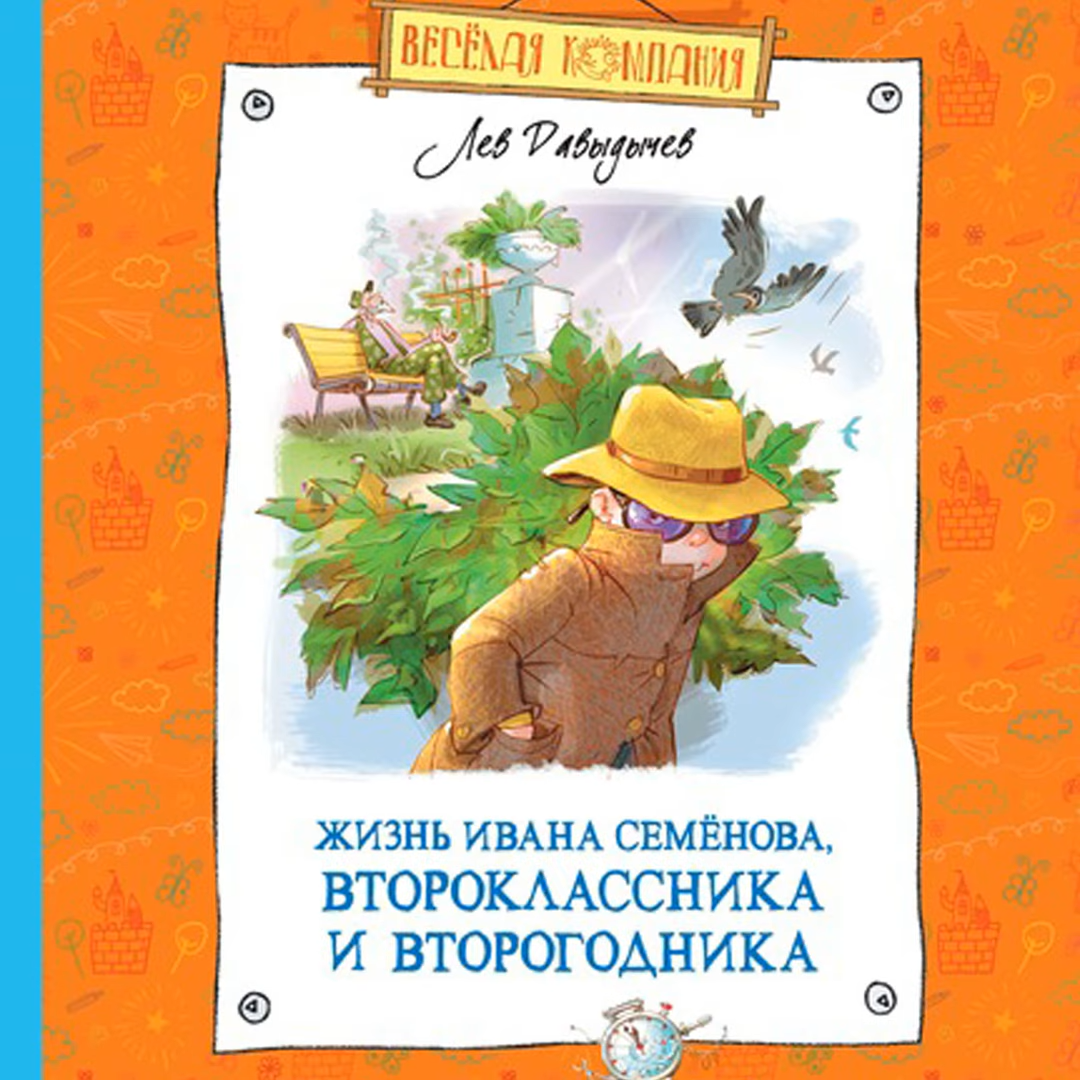 ВЕСЁЛАЯ КОМПАНИЯ
Лев Давыдычев
ЖИЗНЬ ИВАНА СЕМЁНОВА,
ВТОРОКЛАССНИКА
И ВТОРОГОДНИКА